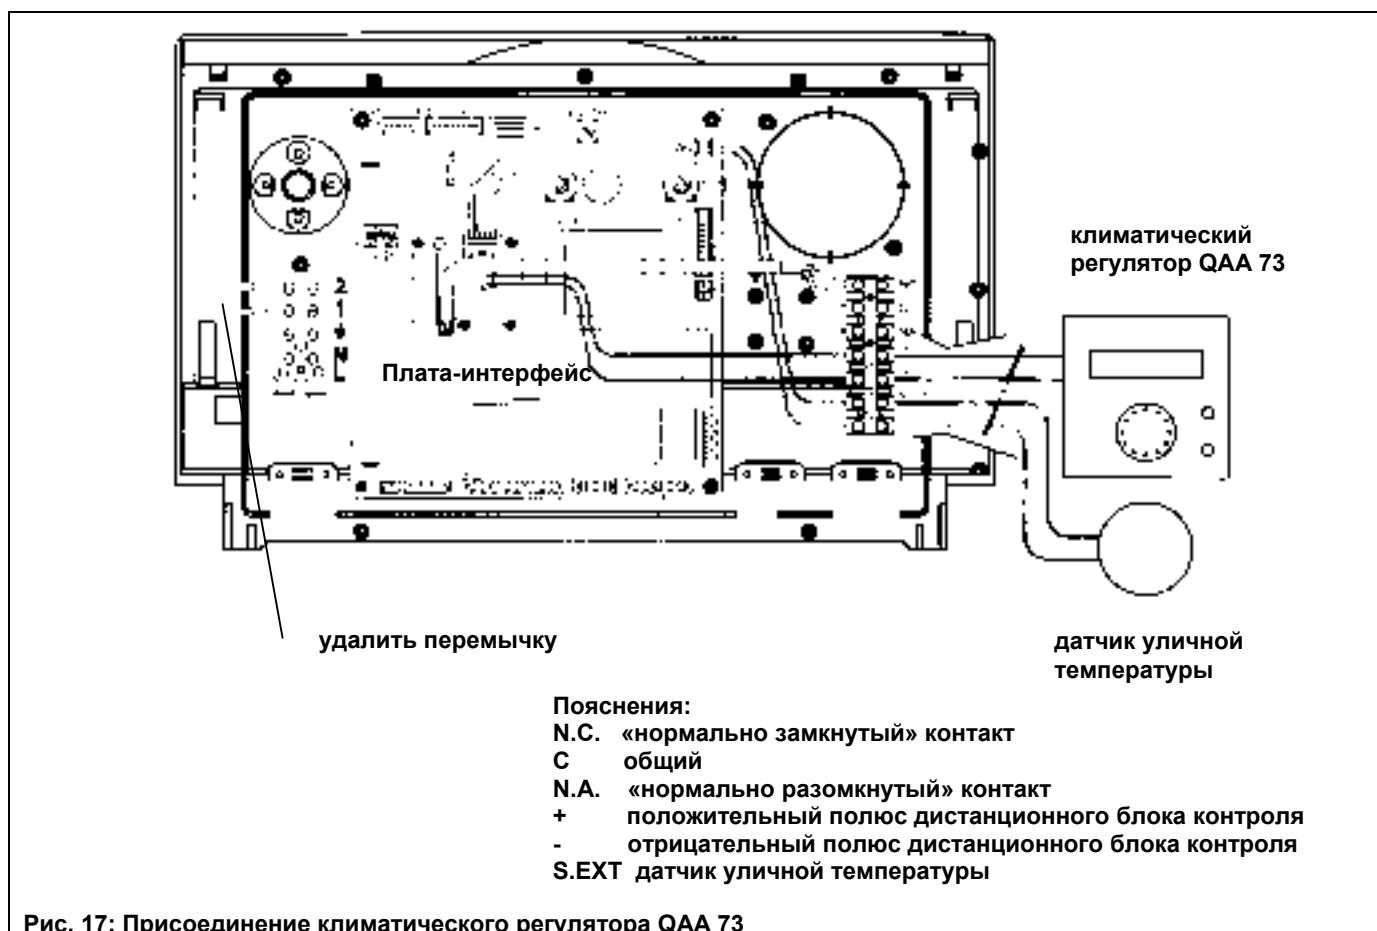 климатический
регулятор QAA 73
2
1
N
L
Плата-интерфейс
удалить перемычку
датчик уличной
температуры
Пояснения:
N.C. «нормально замкнутый» контакт
C общий
N.A. «нормально разомкнутый» контакт
+ положительный полюс дистанционного блока контроля
- отрицательный полюс дистанционного блока контроля
S.EXT датчик уличной температуры
Рис. 17: Присоединение климатического регулятора QAA 73